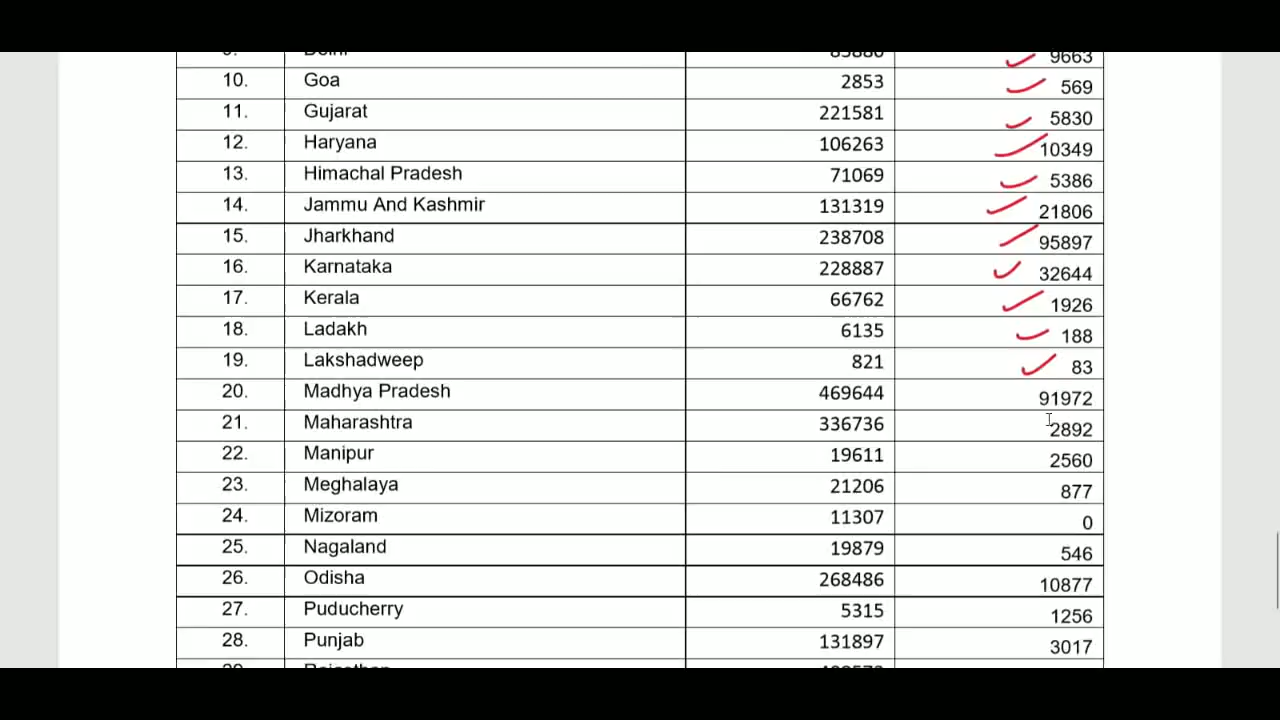 9. Delhi 85880 9663
10. Goa 2853 569
11. Gujarat 221581 5830
12. Haryana 106263 10349
13. Himachal Pradesh 71069 5386
14. Jammu And Kashmir 131319 21806
15. Jharkhand 238708 95897
16. Karnataka 228887 32644
17. Kerala 66762 1926
18. Ladakh 6135 188
19. Lakshadweep 821 83
20. Madhya Pradesh 469644 91972
21. Maharashtra 336736 2892
22. Manipur 19611 2560
23. Meghalaya 21206 877
24. Mizoram 11307 0
25. Nagaland 19879 546
26. Odisha 268486 10877
27. Puducherry 5315 1256
28. Punjab 131897 3017